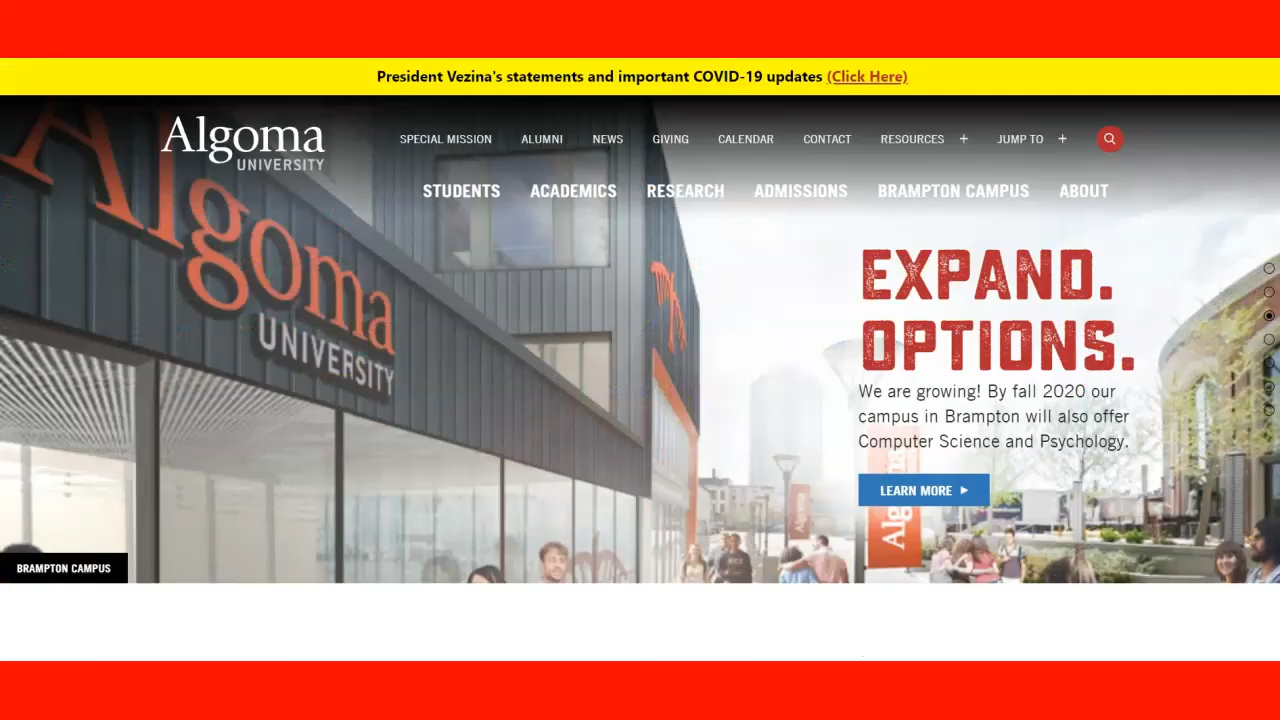 President Vezina's statements and important COVID-19 updates (Click Here)
Algoma
UNIVERSITY
SPECIAL MISSION ALUMNI NEWS GIVING CALENDAR CONTACT RESOURCES + JUMP TO +
STUDENTS ACADEMICS RESEARCH ADMISSIONS BRAMPTON CAMPUS ABOUT
Algoma
UNIVERSITY
EXPAND.
OPTIONS.
We are growing! By fall 2020 our
campus in Brampton will also offer
Computer Science and Psychology.
LEARN MORE
Algoma
Algoma
BRAMPTON CAMPUS